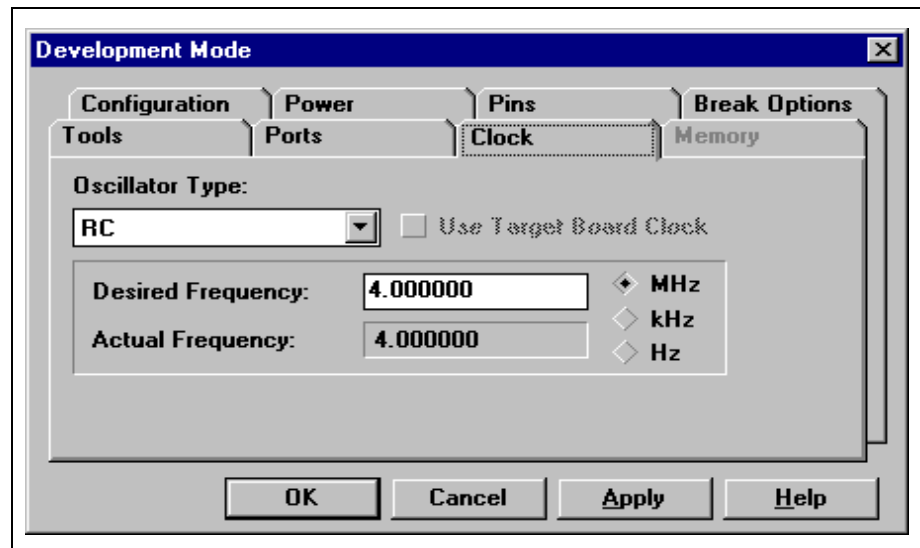 Development Mode
Configuration Power Pins Break Options
Tools Ports Clock Memory
Oscillator Type:
RC Use Target Board Clock
Desired Frequency: 4.000000 MHz
kHz
Actual Frequency: 4.000000
Hz
OK Cancel Apply Help